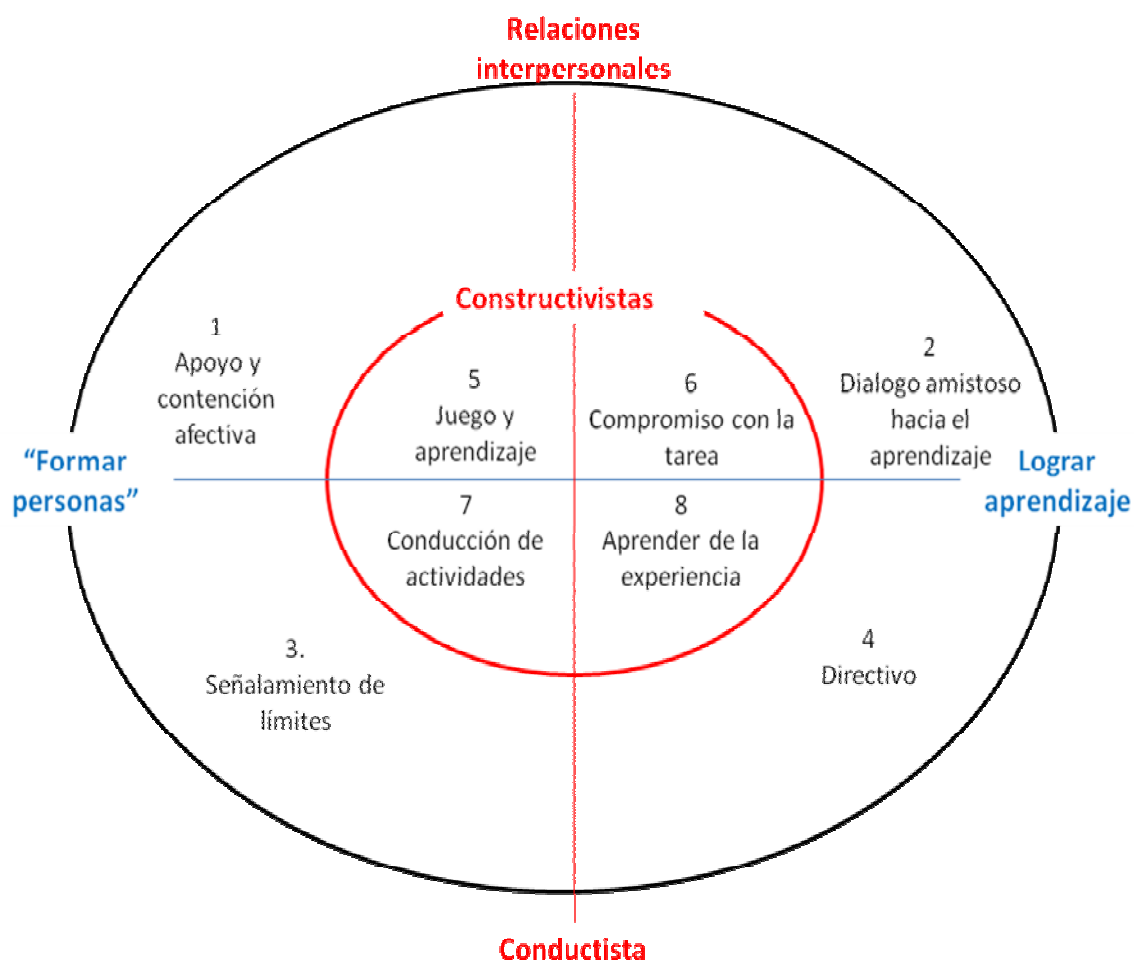 Relaciones
interpersonales
Constructivistas
1
Apoyo y
contención
afectiva
5
Juego y
aprendizaje
6
Compromiso con la
tarea
2
Dialogo amistoso
hacia el
aprendizaje
“Formar
personas”
Lograr
aprendizaje
7
Conducción de
actividades
8
Aprender de la
experiencia
3.
Señalamiento de
límites
4
Directivo
Conductista